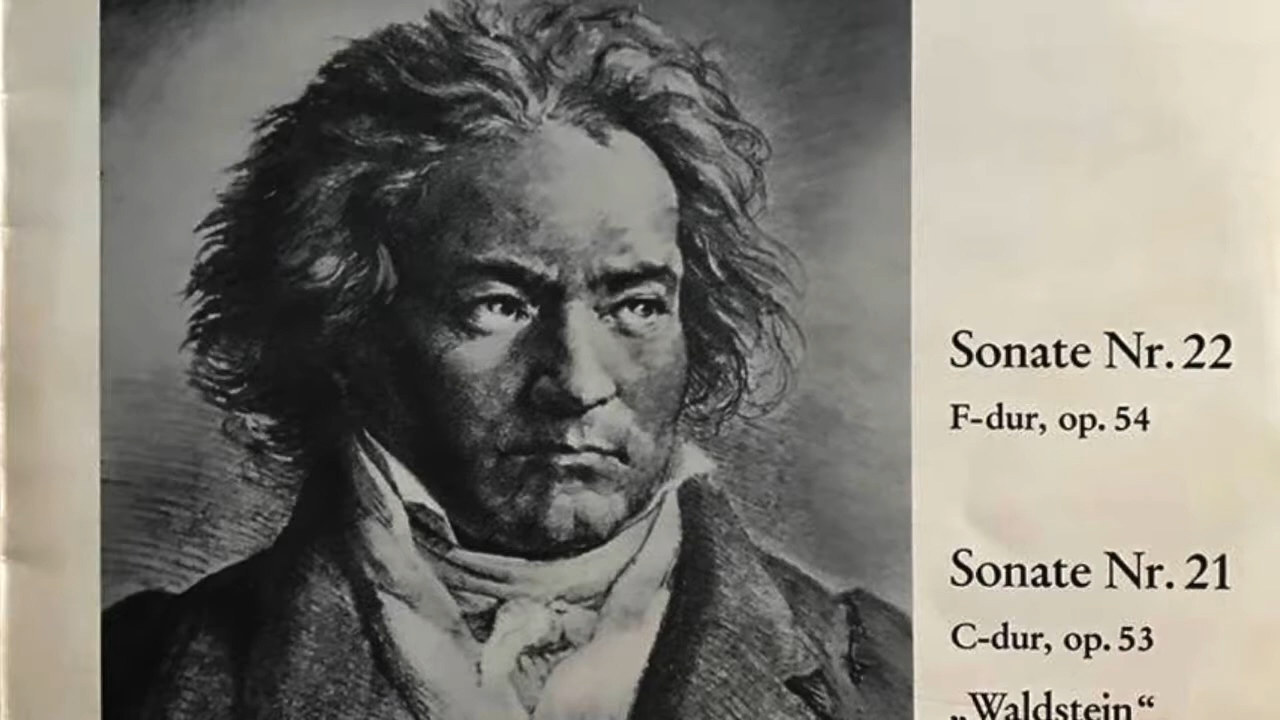 Sonate Nr. 22
F-dur, op. 54
Sonate Nr. 21
C-dur, op. 53
„Waldstein“